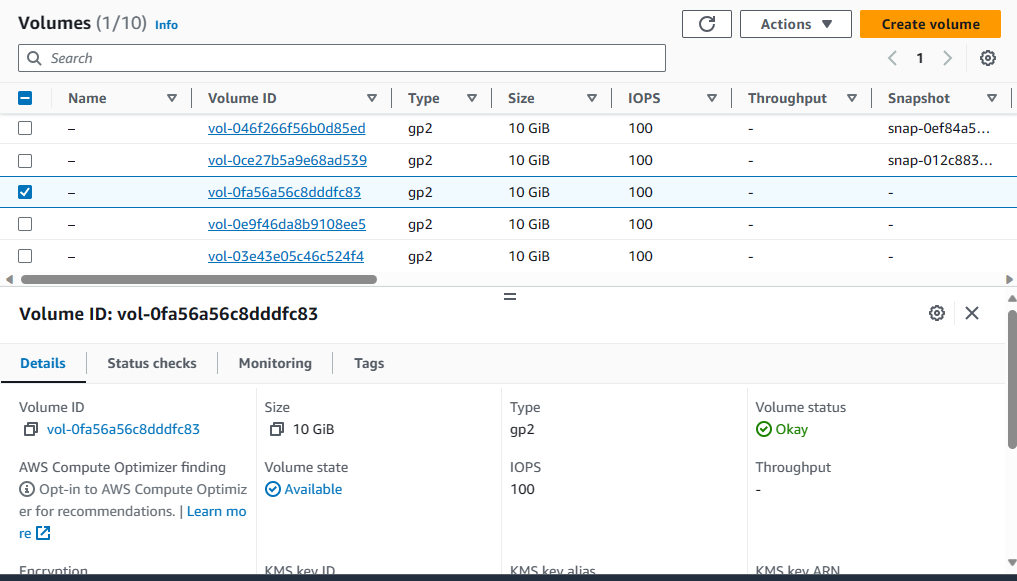 Volumes (1/10) Info
Actions
Create volume
Search
1
Name Volume ID Type Size IOPS Throughput Snapshot
– vol-046f266f56b0d85ed gp2 10 GiB 100 - snap-0ef84a5…
– vol-0ce27b5a9e68ad539 gp2 10 GiB 100 - snap-012c883…
– vol-0fa56a56c8dddfc83 gp2 10 GiB 100 - -
– vol-0e9f46da8b9108ee5 gp2 10 GiB 100 - -
– vol-03e43e05c46c524f4 gp2 10 GiB 100 - -
Volume ID: vol-0fa56a56c8dddfc83
Details Status checks Monitoring Tags
Volume ID
vol-0fa56a56c8dddfc83
Size
10 GiB
Type
gp2
Volume status
Okay
AWS Compute Optimizer finding
Opt-in to AWS Compute Optimiz
er for recommendations. | Learn mo
re
Volume state
Available
IOPS
100
Throughput
-
Encryption
KMS key ID
KMS key alias
KMS key ARN